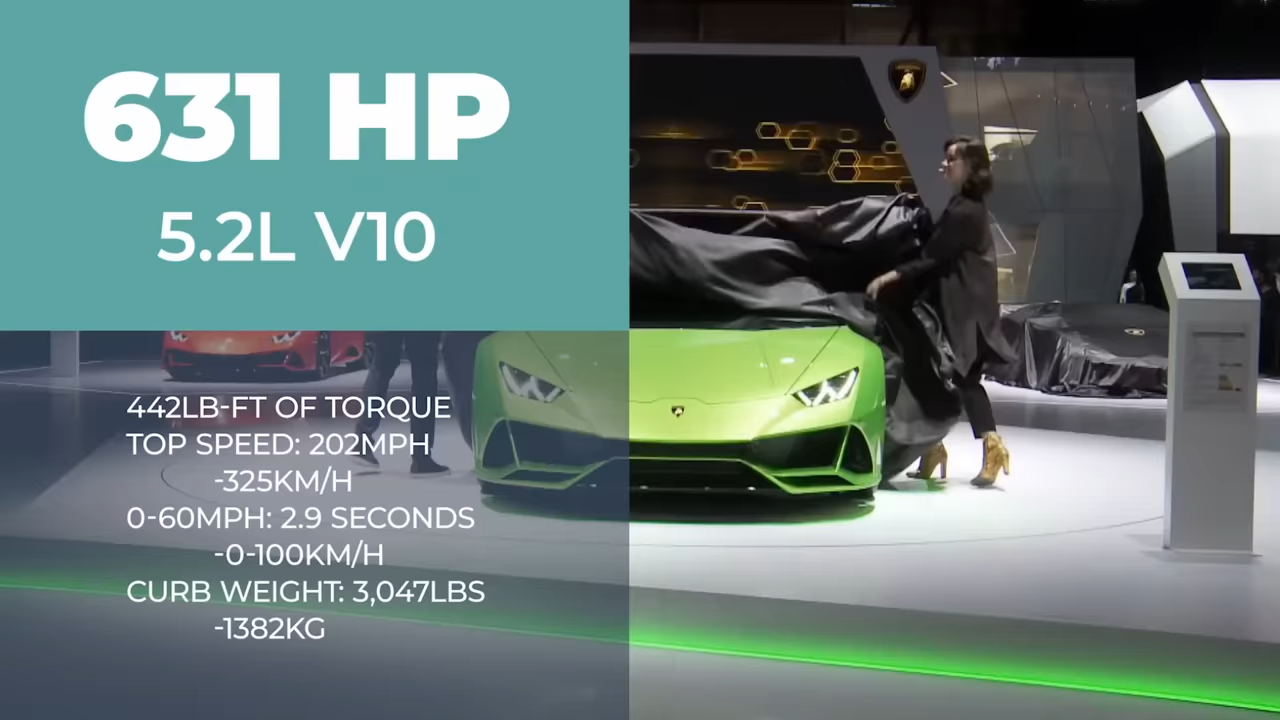 631 HP
5.2L V10
442LB-FT OF TORQUE
TOP SPEED: 202MPH
-325KM/H
0-60MPH: 2.9 SECONDS
-0-100KM/H
CURB WEIGHT: 3,047LBS
-1382KG